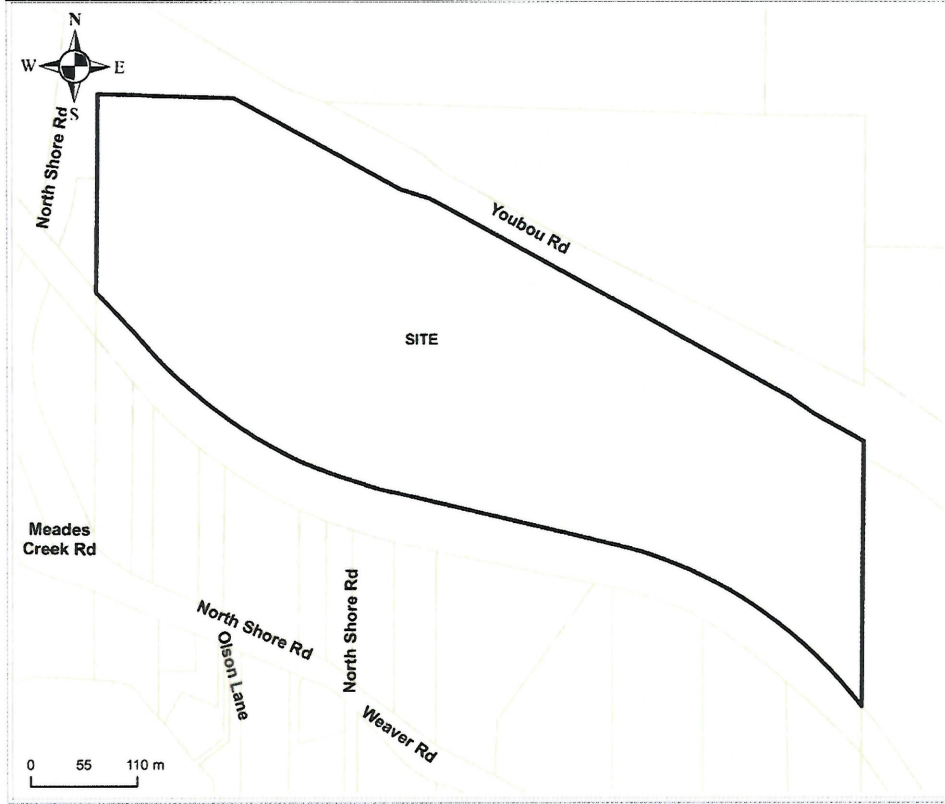 N
W E
S
North Shore Rd
Youbou Rd
SITE
Meades
Creek Rd
North Shore Rd
North Shore Rd
Olson Lane
Weaver Rd
0 55 110 m